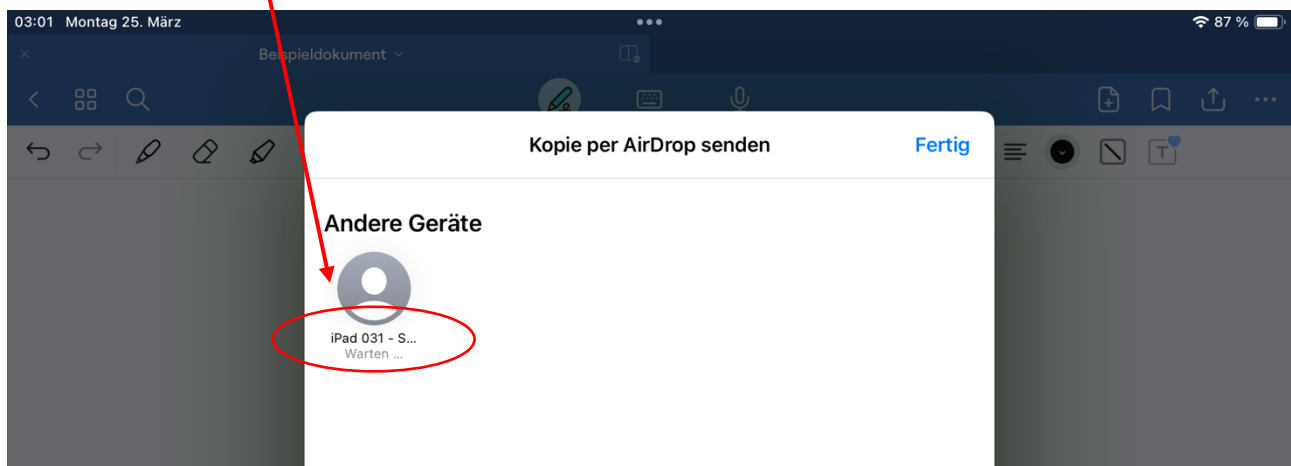 03:01 Montag 25. März
87 %
Beispieldokument
Kopie per AirDrop senden
Fertig
T
Andere Geräte
iPad 031 - S...
Warten ...